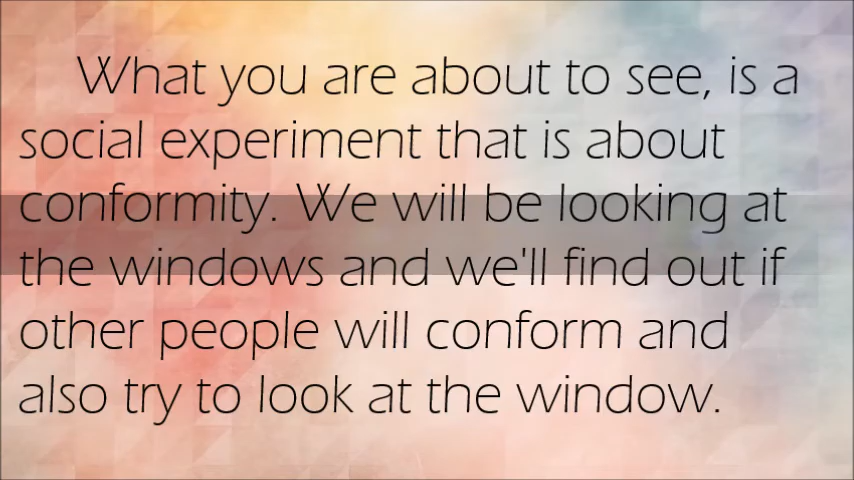 What you are about to see, is a
social experiment that is about
conformity. We will be looking at
the windows and we'll find out if
other people will conform and
also try to look at the window.